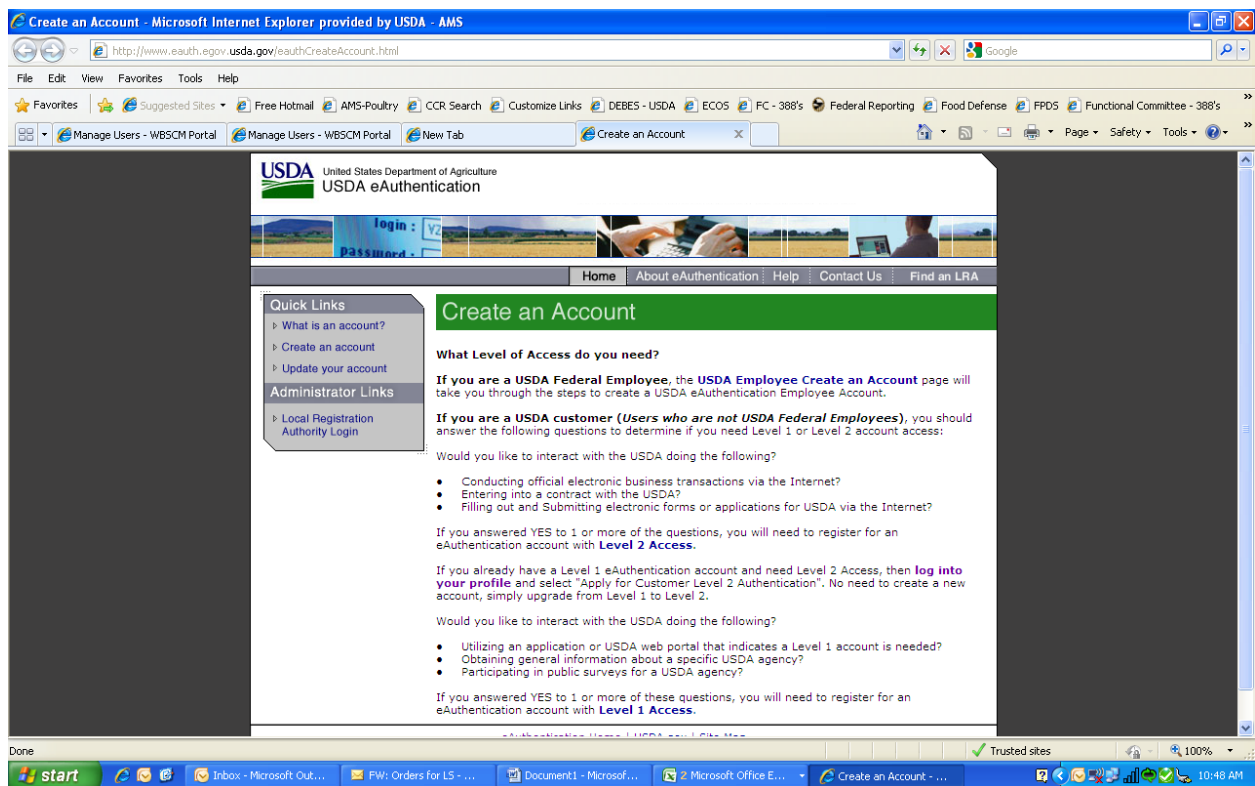 Create an Account - Microsoft Internet Explorer provided by USDA - AMS
http://www.eauth.egov.usda.gov/eauthCreateAccount.html
Google
File Edit View Favorites Tools Help
Favorites Suggested Sites Free Hotmail AMS-Poultry CCR Search Customize Links DEBES - USDA ECOS FC - 388's Federal Reporting Food Defense FPDS Functional Committee - 388's
Manage Users - WBSCM Portal Manage Users - WBSCM Portal New Tab Create an Account X Page Safety Tools
USDA United States Department of Agriculture
USDA eAuthentication
login : YZ
password :
Home About eAuthentication Help Contact Us Find an LRA
Quick Links
What is an account?
Create an account
Update your account
Administrator Links
Local Registration
Authority Login
Create an Account
What Level of Access do you need?
If you are a USDA Federal Employee, the USDA Employee Create an Account page will
take you through the steps to create a USDA eAuthentication Employee Account.
If you are a USDA customer (Users who are not USDA Federal Employees), you should
answer the following questions to determine if you need Level 1 or Level 2 account access:
Would you like to interact with the USDA doing the following?
• Conducting official electronic business transactions via the Internet?
• Entering into a contract with the USDA?
• Filling out and Submitting electronic forms or applications for USDA via the Internet?
If you answered YES to 1 or more of the questions, you will need to register for an
eAuthentication account with Level 2 Access.
If you already have a Level 1 eAuthentication account and need Level 2 Access, then log into
your profile and select "Apply for Customer Level 2 Authentication". No need to create a new
account, simply upgrade from Level 1 to Level 2.
Would you like to interact with the USDA doing the following?
• Utilizing an application or USDA web portal that indicates a Level 1 account is needed?
• Obtaining general information about a specific USDA agency?
• Participating in public surveys for a USDA agency?
If you answered YES to 1 or more of these questions, you will need to register for an
eAuthentication account with Level 1 Access.
eAuthentication Home | USDA.gov | Site Map
Done Trusted sites 100%
start Inbox - Microsoft Out... FW: Orders for LS - ... Document1 - Microsof... 2 Microsoft Office E... Create an Account - ... 10:48 AM